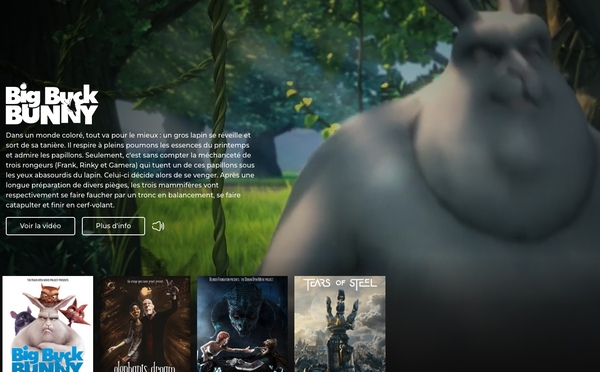 Big Buck
BUNNY
Dans un monde coloré, tout va pour le mieux : un gros lapin se réveille et
sort de sa tanière. Il respire à pleins poumons les essences du printemps
et admire les papillons. Seulement, c'est sans compter la méchanceté de
trois rongeurs (Frank, Rinky et Gamera) qui tuent un de ces papillons sous
les yeux abasourdis du lapin. Celui-ci décide alors de se venger. Après une
longue préparation de divers pièges, les trois mammifères vont
respectivement se faire faucher par un tronc en balancement, se faire
catapulter et finir en cerf-volant.
Voir la vidéo
Plus d'info
TEARS OF STEEL
Big Buck
BUNNY
elephants dream